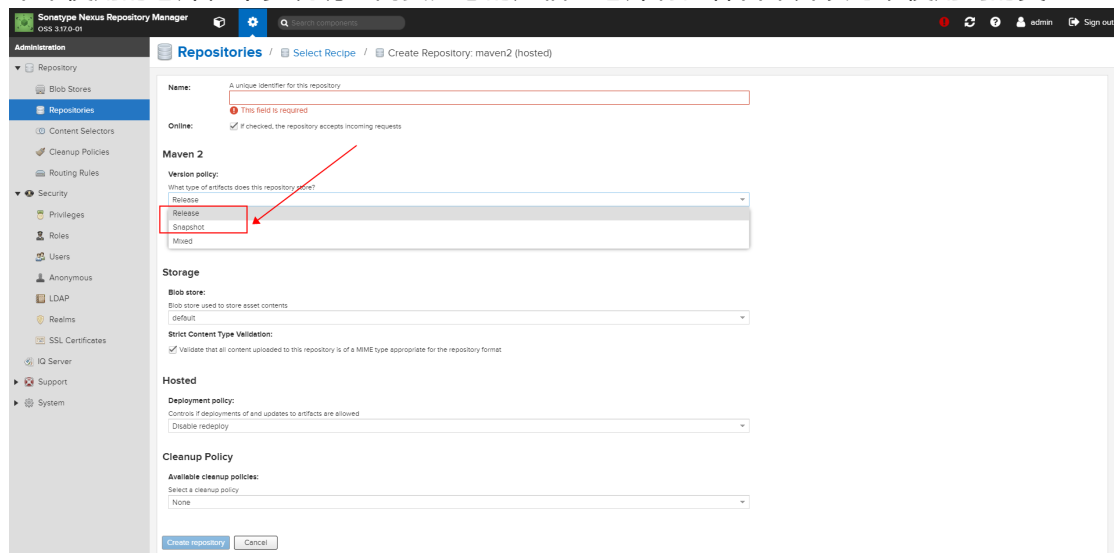 Sonatype Nexus Repository Manager
OSS 3.17.0-01
Search components
admin
Sign out
Administration
Repositories / Select Recipe / Create Repository: maven2 (hosted)
Repository
Blob Stores
Repositories
Content Selectors
Cleanup Policies
Routing Rules
Security
Privileges
Roles
Users
Anonymous
LDAP
Realms
SSL Certificates
IQ Server
Support
System
Name:
A unique identifier for this repository
This field is required
Online:
If checked, the repository accepts incoming requests
Maven 2
Version policy:
What type of artifacts does this repository store?
Release
Release
Snapshot
Mixed
Storage
Blob store:
Blob store used to store asset contents
default
Strict Content Type Validation:
Validate that all content uploaded to this repository is of a MIME type appropriate for the repository format
Hosted
Deployment policy:
Controls if deployments of and updates to artifacts are allowed
Disable redeploy
Cleanup Policy
Available cleanup policies:
Select a cleanup policy
None
Create repository
Cancel